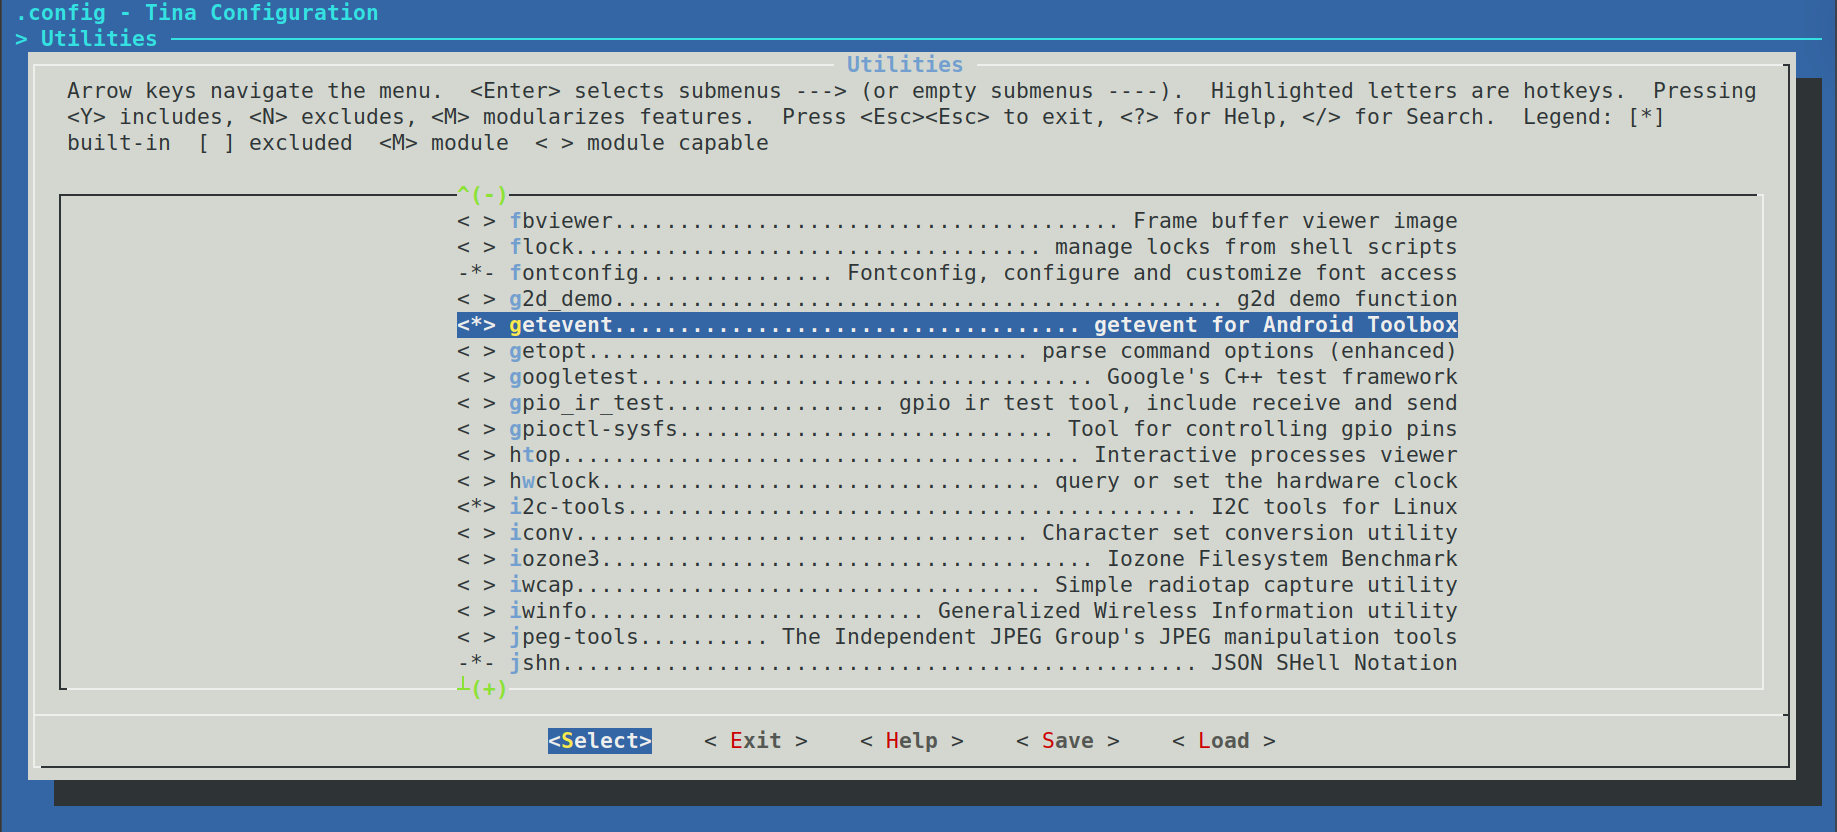 .config - Tina Configuration
> Utilities
Utilities
Arrow keys navigate the menu.  <Enter> selects submenus ---> (or empty submenus ----).  Highlighted letters are hotkeys.  Pressing
<Y> includes, <N> excludes, <M> modularizes features.  Press <Esc><Esc> to exit, <?> for Help, </> for Search.  Legend: [*]
built-in  [ ] excluded  <M> module  < > module capable
^(-)
< > fbviewer....................................... Frame buffer viewer image
< > flock.................................... manage locks from shell scripts
-*- fontconfig............... Fontconfig, configure and customize font access
< > g2d_demo............................................... g2d demo function
<*> getevent.................................... getevent for Android Toolbox
< > getopt.................................. parse command options (enhanced)
< > googletest................................... Google's C++ test framework
< > gpio_ir_test................. gpio ir test tool, include receive and send
< > gpioctl-sysfs............................. Tool for controlling gpio pins
< > htop........................................ Interactive processes viewer
< > hwclock.................................. query or set the hardware clock
<*> i2c-tools............................................ I2C tools for Linux
< > iconv................................... Character set conversion utility
< > iozone3...................................... Iozone Filesystem Benchmark
< > iwcap.................................... Simple radiotap capture utility
< > iwinfo.......................... Generalized Wireless Information utility
< > jpeg-tools.......... The Independent JPEG Group's JPEG manipulation tools
-*- jshn................................................. JSON SHell Notation
┴(+)
<Select>    < Exit >    < Help >    < Save >    < Load >